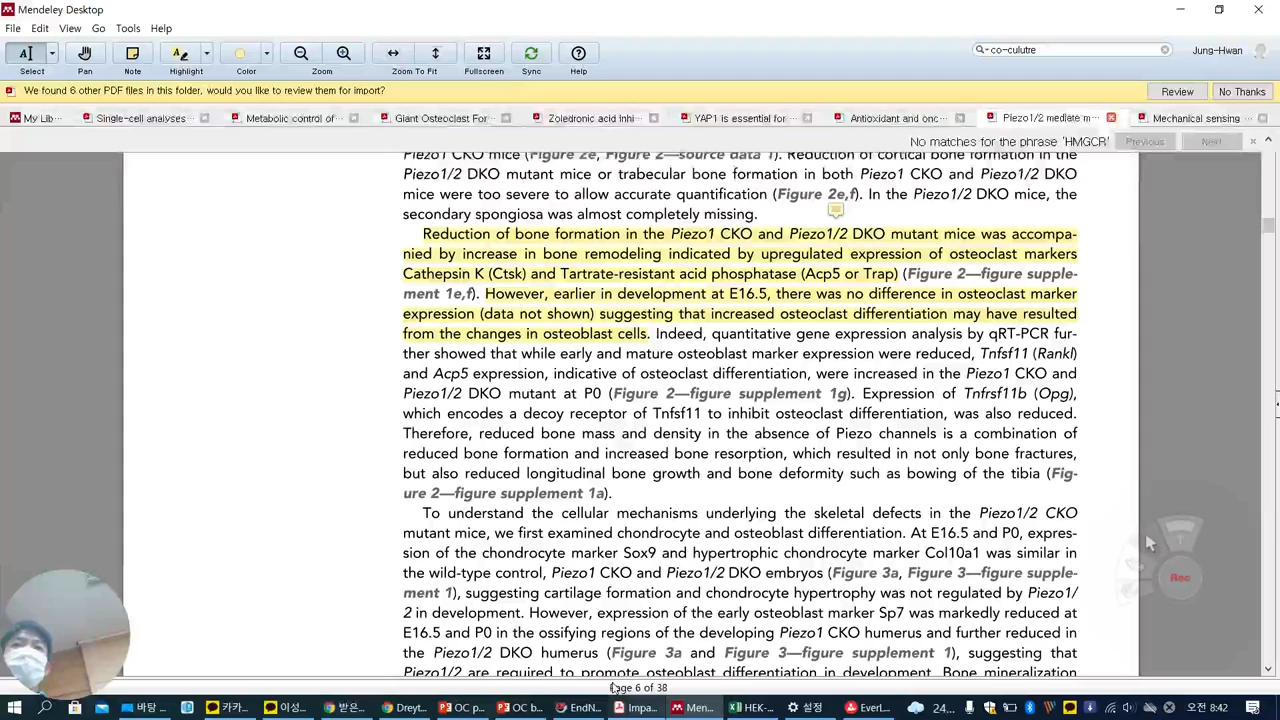 Mendeley Desktop
File Edit View Go Tools Help
Select Pan Note Highlight Color Zoom Zoom To Fit Fullscreen Sync Help
co-culutre
Jung-Hwan
We found 6 other PDF files in this folder, would you like to review them for import?
Review No Thanks
My Lib··· Single-cell analyses Metabolic control of Giant Osteoclast For Zoledronic acid Inhi YAP1 is essential for Antioxidant and onc Piezo1/2 mediate m··· Mechanical sensing
No matches for the phrase 'HMGCR' Previous Next
Piezo1 CKO mice (Figure 2e, Figure 2—source data 1). Reduction of cortical bone formation in the
Piezo1/2 DKO mutant mice or trabecular bone formation in both Piezo1 CKO and Piezo1/2 DKO
mice were too severe to allow accurate quantification (Figure 2e,f). In the Piezo1/2 DKO mice, the
secondary spongiosa was almost completely missing.
Reduction of bone formation in the Piezo1 CKO and Piezo1/2 DKO mutant mice was accompa-
nied by increase in bone remodeling indicated by upregulated expression of osteoclast markers
Cathepsin K (Ctsk) and Tartrate-resistant acid phosphatase (Acp5 or Trap) (Figure 2—figure supple-
ment 1e,f). However, earlier in development at E16.5, there was no difference in osteoclast marker
expression (data not shown) suggesting that increased osteoclast differentiation may have resulted
from the changes in osteoblast cells. Indeed, quantitative gene expression analysis by qRT-PCR fur-
ther showed that while early and mature osteoblast marker expression were reduced, Tnfsf11 (Rankl)
and Acp5 expression, indicative of osteoclast differentiation, were increased in the Piezo1 CKO and
Piezo1/2 DKO mutant at P0 (Figure 2—figure supplement 1g). Expression of Tnfrsf11b (Opg),
which encodes a decoy receptor of Tnfsf11 to inhibit osteoclast differentiation, was also reduced.
Therefore, reduced bone mass and density in the absence of Piezo channels is a combination of
reduced bone formation and increased bone resorption, which resulted in not only bone fractures,
but also reduced longitudinal bone growth and bone deformity such as bowing of the tibia (Fig-
ure 2—figure supplement 1a).
To understand the cellular mechanisms underlying the skeletal defects in the Piezo1/2 CKO
mutant mice, we first examined chondrocyte and osteoblast differentiation. At E16.5 and P0, expres-
sion of the chondrocyte marker Sox9 and hypertrophic chondrocyte marker Col10a1 was similar in
the wild-type control, Piezo1 CKO and Piezo1/2 DKO embryos (Figure 3a, Figure 3—figure supple-
ment 1), suggesting cartilage formation and chondrocyte hypertrophy was not regulated by Piezo1/
2 in development. However, expression of the early osteoblast marker Sp7 was markedly reduced at
E16.5 and P0 in the ossifying regions of the developing Piezo1 CKO humerus and further reduced in
the Piezo1/2 DKO humerus (Figure 3a and Figure 3—figure supplement 1), suggesting that
Piezo1/2 are required to promote osteoblast differentiation in development. Bone mineralization
Rec
Page 6 of 38
바탕 ··· 카카··· 이성··· 받은··· Dreyt··· OC p··· OC b··· EndN··· Impa··· Men··· HEK-··· 설정 EverL··· 24··· 오전 8:42